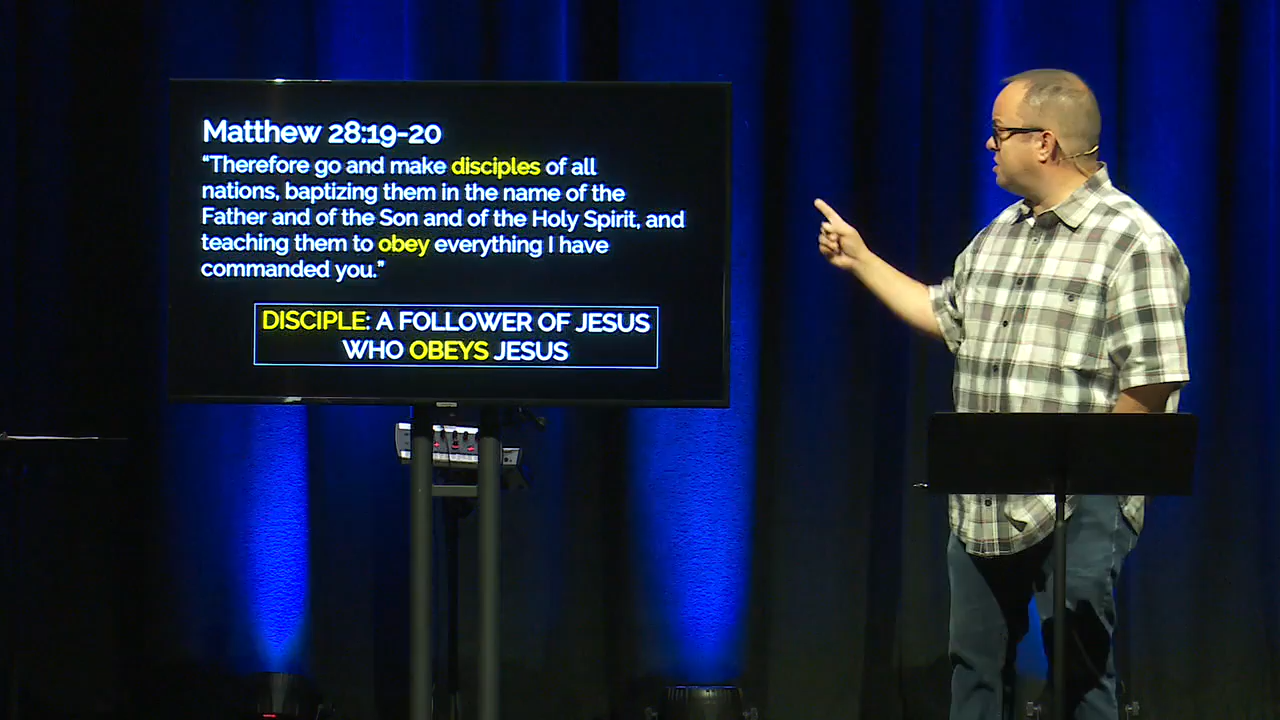 Matthew 28:19-20
“Therefore go and make disciples of all
nations, baptizing them in the name of the
Father and of the Son and of the Holy Spirit, and
teaching them to obey everything I have
commanded you.”
DISCIPLE: A FOLLOWER OF JESUS
WHO OBEYS JESUS